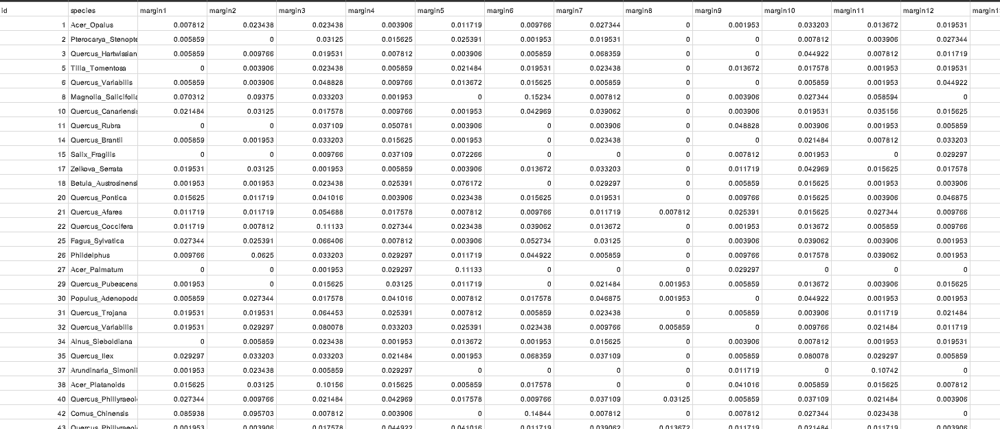 id species margin1 margin2 margin3 margin4 margin5 margin6 margin7 margin8 margin9 margin10 margin11 margin12 margin1
1 Acer_Opalus 0.007812 0.023438 0.023438 0.003906 0.011719 0.009766 0.027344 0 0.001953 0.033203 0.013672 0.019531
2 Pterocarya_Stenopte 0.005859 0 0.03125 0.015625 0.025391 0.001953 0.019531 0 0 0.007812 0.003906 0.027344
3 Quercus_Hartwissian 0.005859 0.009766 0.019531 0.007812 0.003906 0.005859 0.068359 0 0 0.044922 0.007812 0.011719
5 Tilia_Tomentosa 0 0.003906 0.023438 0.005859 0.021484 0.019531 0.023438 0 0.013672 0.017578 0.001953 0.019531
6 Quercus_Variabilis 0.005859 0.003906 0.048828 0.009766 0.013672 0.015625 0.005859 0 0 0.005859 0.001953 0.044922
8 Magnolia_Salicifolia 0.070312 0.09375 0.033203 0.001953 0 0.15234 0.007812 0 0.003906 0.027344 0.058594 0
10 Quercus_Canariensis 0.021484 0.03125 0.017578 0.009766 0.001953 0.042969 0.039062 0 0.003906 0.019531 0.035156 0.015625
11 Quercus_Rubra 0 0 0.037109 0.050781 0.003906 0 0.003906 0 0.048828 0.003906 0.001953 0.005859
14 Quercus_Brantii 0.005859 0.001953 0.033203 0.015625 0.001953 0 0.023438 0 0 0.021484 0.007812 0.033203
15 Salix_Fragilis 0 0 0.009766 0.037109 0.072266 0 0 0 0.007812 0.001953 0 0.029297
17 Zelkova_Serrata 0.019531 0.03125 0.001953 0.005859 0.003906 0.013672 0.033203 0 0.011719 0.042969 0.015625 0.017578
18 Betula_Austrosinensi 0.001953 0.001953 0.023438 0.025391 0.076172 0 0.029297 0 0.005859 0.015625 0.001953 0.003906
20 Quercus_Pontica 0.015625 0.011719 0.041016 0.003906 0.023438 0.015625 0.019531 0 0.009766 0.015625 0.003906 0.046875
21 Quercus_Afares 0.011719 0.011719 0.054688 0.017578 0.007812 0.009766 0.011719 0.007812 0.025391 0.015625 0.027344 0.009766
22 Quercus_Coccifera 0.011719 0.007812 0.11133 0.027344 0.023438 0.039062 0.013672 0 0.001953 0.013672 0.005859 0.009766
25 Fagus_Sylvatica 0.027344 0.025391 0.066406 0.007812 0.003906 0.052734 0.03125 0 0.003906 0.039062 0.003906 0.001953
26 Phildelphus 0.009766 0.0625 0.033203 0.029297 0.011719 0.044922 0.005859 0 0.009766 0.017578 0.039062 0.001953
27 Acer_Palmatum 0 0 0.001953 0.029297 0.11133 0 0 0 0.029297 0 0 0
29 Quercus_Pubescens 0.001953 0 0.015625 0.03125 0.011719 0 0.021484 0.001953 0.005859 0.013672 0.003906 0.015625
30 Populus_Adenopoda 0.005859 0.027344 0.017578 0.041016 0.007812 0.017578 0.046875 0.001953 0 0.044922 0.001953 0.001953
31 Quercus_Trojana 0.019531 0.019531 0.064453 0.025391 0.007812 0.005859 0.023438 0 0.005859 0.003906 0.011719 0.021484
32 Quercus_Variabilis 0.019531 0.029297 0.080078 0.033203 0.025391 0.023438 0.009766 0.005859 0 0.009766 0.021484 0.011719
34 Alnus_Sieboldiana 0 0.005859 0.023438 0.001953 0.013672 0.001953 0.015625 0 0.003906 0.007812 0.001953 0.019531
35 Quercus_Ilex 0.029297 0.033203 0.033203 0.021484 0.001953 0.068359 0.037109 0 0.005859 0.080078 0.029297 0.005859
37 Arundinaria_Simonii 0.001953 0.023438 0.005859 0.029297 0 0 0 0 0.011719 0 0.10742 0
38 Acer_Platanoids 0.015625 0.03125 0.10156 0.015625 0.005859 0.017578 0 0 0.041016 0.005859 0.015625 0.007812
40 Quercus_Phillyraeoi 0.027344 0.009766 0.021484 0.042969 0.017578 0.009766 0.037109 0.03125 0.005859 0.037109 0.021484 0.003906
42 Cornus_Chinensis 0.085938 0.095703 0.007812 0.003906 0 0.14844 0.007812 0 0.007812 0.027344 0.023438 0
43 Quercus_Phillyraeoi 0.001953 0.003906 0.017578 0.044922 0.041016 0.011719 0.039062 0.013672 0.011719 0.021484 0.011719 0.003906